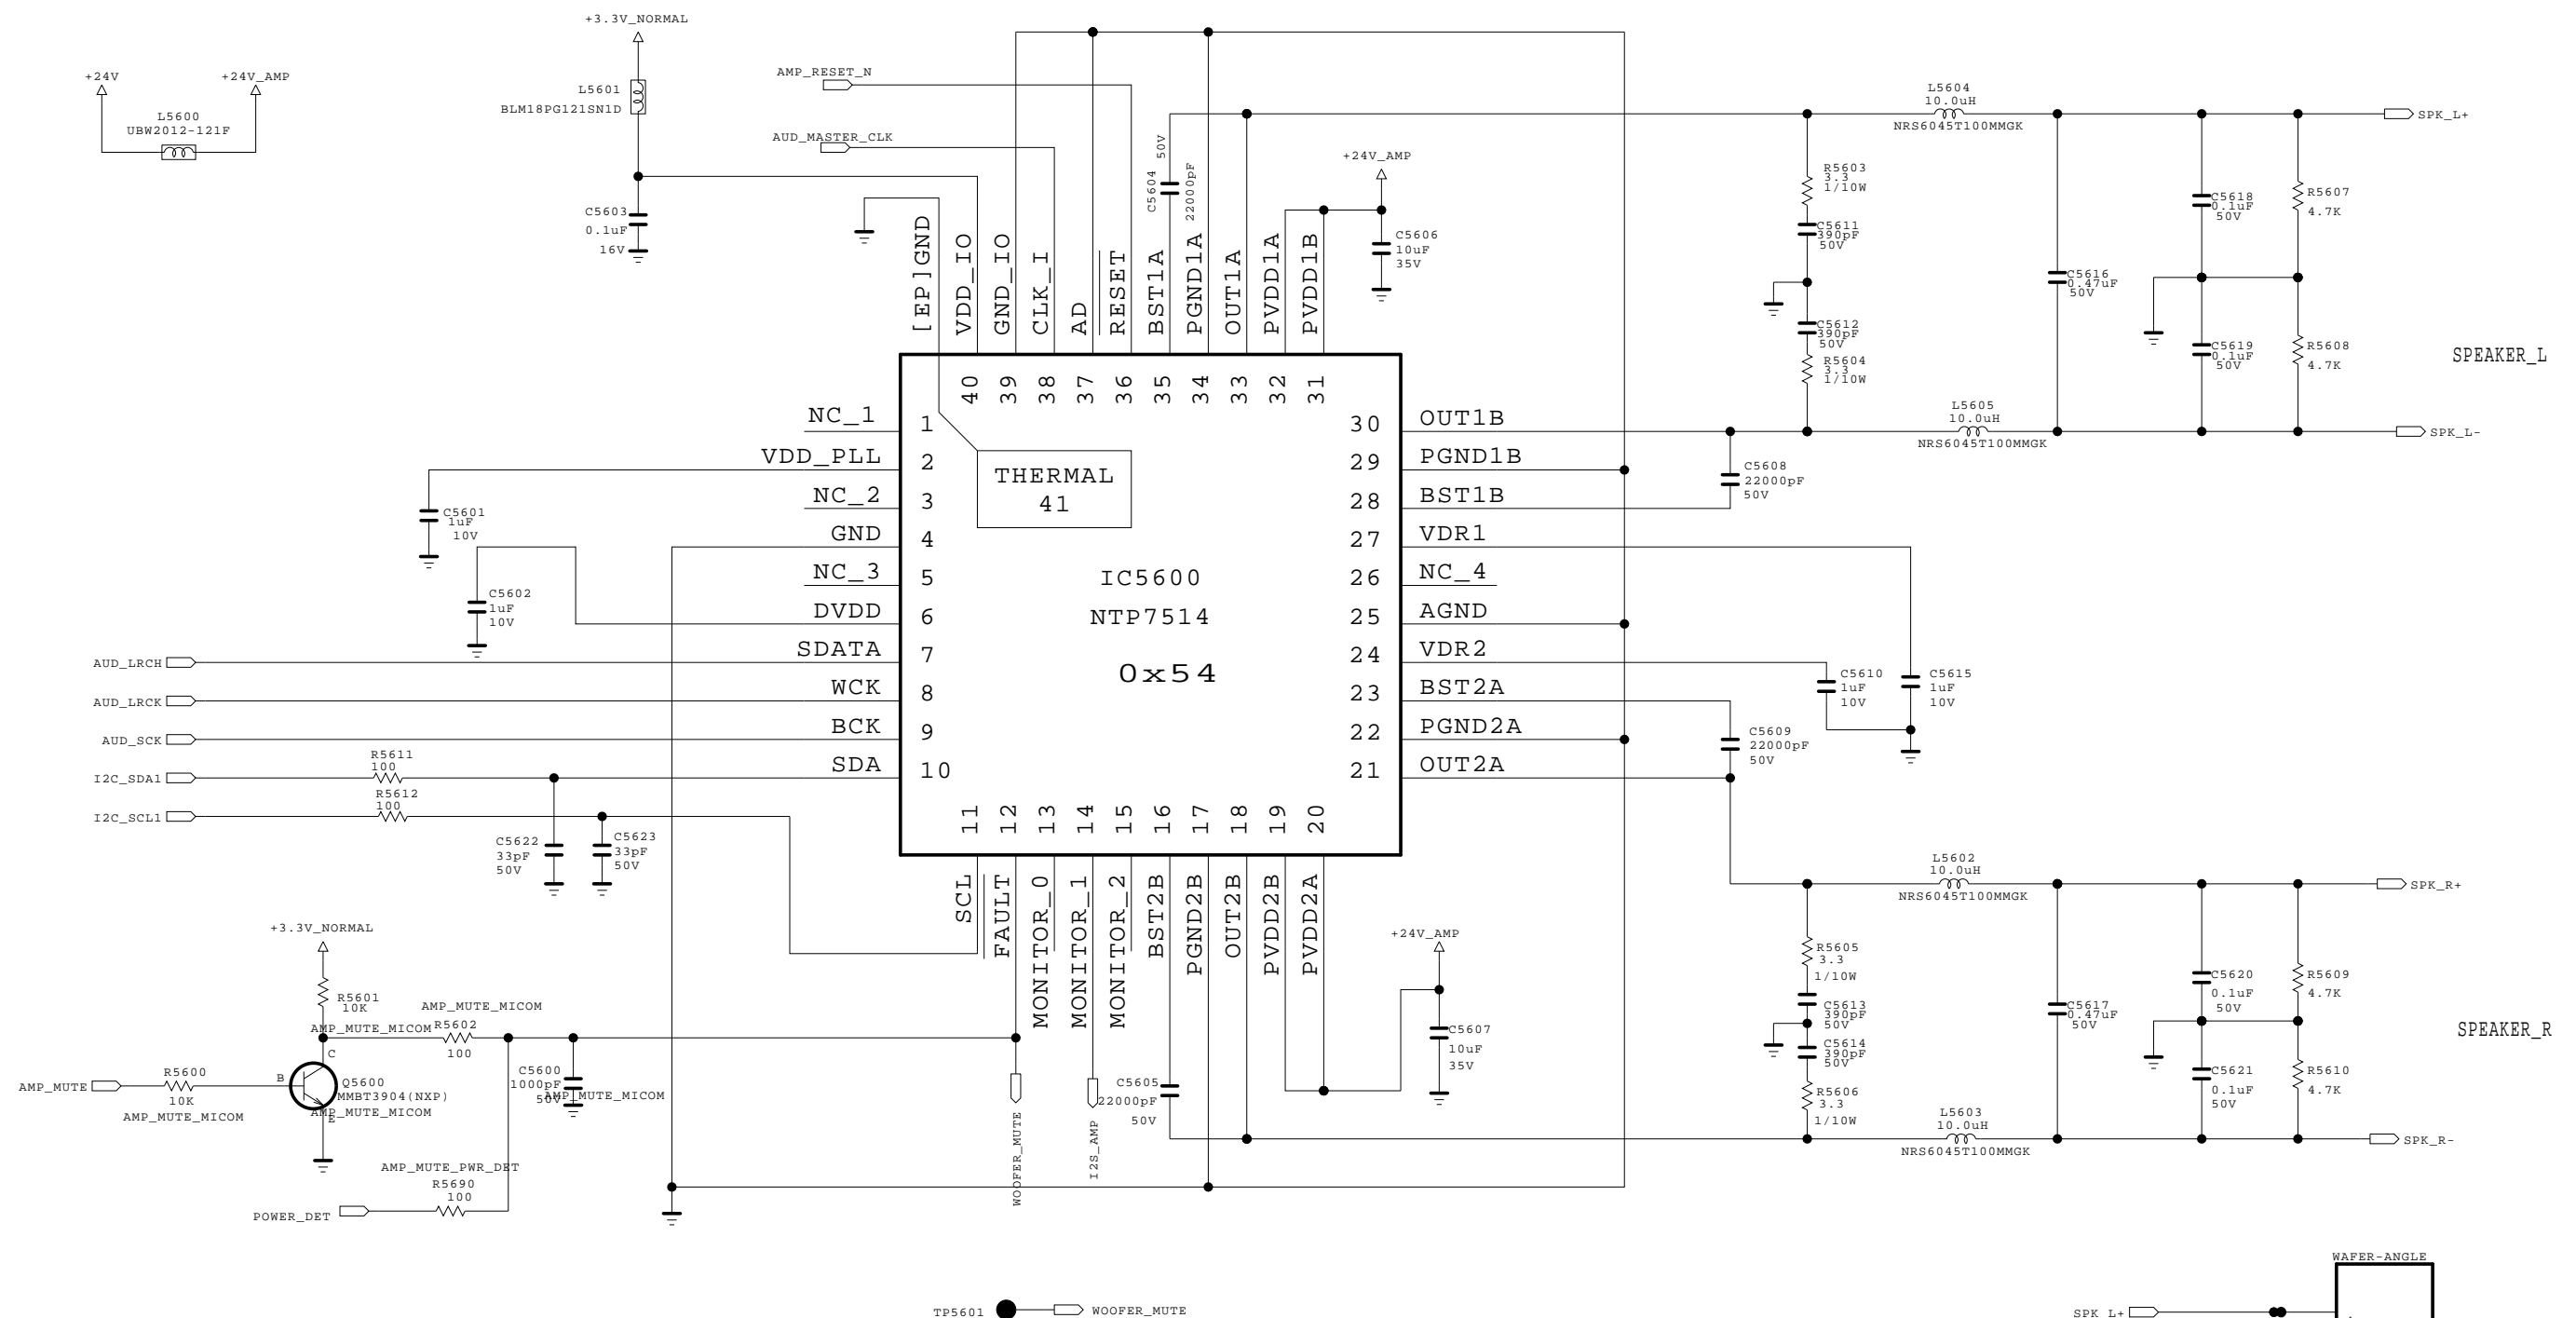 +3.3V_NORMAL
+24V
+24V_AMP
L5600
UBW2012-121F
L5601
BLM18PG121SN1D
C5603
0.1uF
16V
AMP_RESET_N
AUD_MASTER_CLK
C5604
50V
22000pF
+24V_AMP
C5606
10uF
35V
[EP]GND
VDD_IO
GND_IO
CLK_I
AD
RESET
BST1A
PGND1A
OUT1A
PVDD1A
PVDD1B
40
39
38
37
36
35
34
33
32
31
L5604
10.0uH
NRS6045T100MMGK
SPK_L+
R5603
3.3
1/10W
C5611
390pF
50V
C5612
390pF
50V
R5604
3.3
1/10W
C5616
0.47uF
50V
C5618
0.1uF
50V
R5607
4.7K
C5619
0.1uF
50V
R5608
4.7K
SPEAKER_L
L5605
10.0uH
NRS6045T100MMGK
SPK_L-
NC_1
1
VDD_PLL
2
NC_2
3
GND
4
NC_3
5
DVDD
6
SDATA
7
WCK
8
BCK
9
SDA
10
THERMAL
41
IC5600
NTP7514
0x54
30
OUT1B
29
PGND1B
28
BST1B
27
VDR1
26
NC_4
25
AGND
24
VDR2
23
BST2A
22
PGND2A
21
OUT2A
C5601
1uF
10V
C5602
1uF
10V
C5608
22000pF
50V
C5610
1uF
10V
C5615
1uF
10V
C5609
22000pF
50V
AUD_LRCH
AUD_LRCK
AUD_SCK
I2C_SDA1
I2C_SCL1
R5611
100
R5612
100
C5622
33pF
50V
C5623
33pF
50V
11
12
13
14
15
16
17
18
19
20
SCL
FAULT
MONITOR_0
MONITOR_1
MONITOR_2
BST2B
PGND2B
OUT2B
PVDD2B
PVDD2A
+24V_AMP
C5607
10uF
35V
C5605
22000pF
50V
WOOFER_MUTE
I2S_AMP
+3.3V_NORMAL
R5601
10K
AMP_MUTE_MICOM
AMP_MUTE_MICOM
R5602
100
C
B
E
AMP_MUTE
R5600
10K
AMP_MUTE_MICOM
Q5600
MMBT3904(NXP)
AMP_MUTE_MICOM
C5600
1000pF
50V
AMP_MUTE_MICOM
AMP_MUTE_PWR_DET
R5690
100
POWER_DET
L5602
10.0uH
NRS6045T100MMGK
SPK_R+
R5605
3.3
1/10W
C5613
390pF
50V
C5614
390pF
50V
R5606
3.3
1/10W
C5617
0.47uF
50V
C5620
0.1uF
50V
R5609
4.7K
C5621
0.1uF
50V
R5610
4.7K
SPEAKER_R
L5603
10.0uH
NRS6045T100MMGK
SPK_R-
WAFER-ANGLE
TP5601
WOOFER_MUTE
SPK_L+